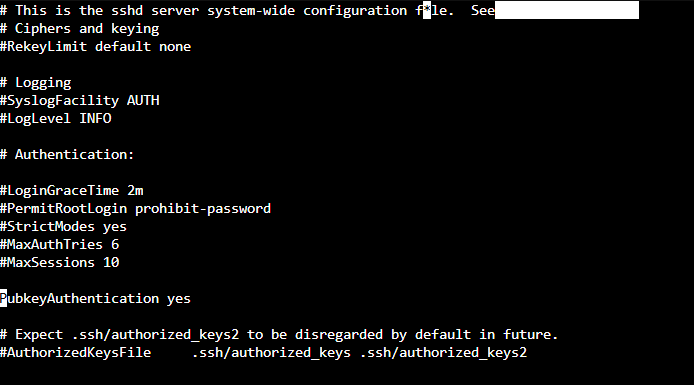 # This is the sshd server system-wide configuration f*le.  See
# Ciphers and keying
#RekeyLimit default none
# Logging
#SyslogFacility AUTH
#LogLevel INFO
# Authentication:
#LoginGraceTime 2m
#PermitRootLogin prohibit-password
#StrictModes yes
#MaxAuthTries 6
#MaxSessions 10
PubkeyAuthentication yes
# Expect .ssh/authorized_keys2 to be disregarded by default in future.
#AuthorizedKeysFile     .ssh/authorized_keys .ssh/authorized_keys2